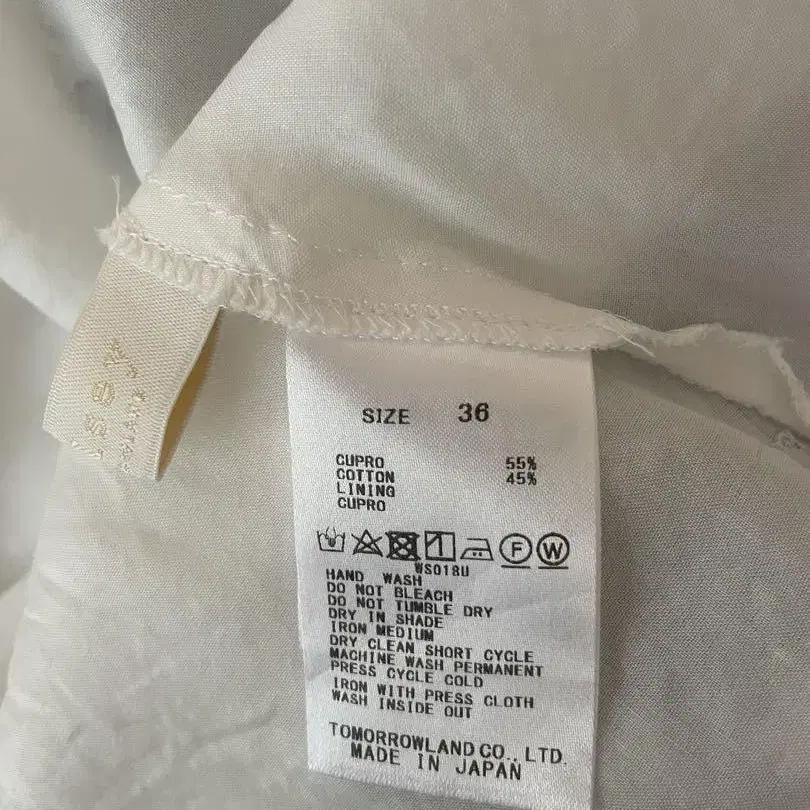 SIZE 36
CUPRO 55%
COTTON 45%
LINING
CUPRO
F W
WS018U
HAND WASH
DO NOT BLEACH
DO NOT TUMBLE DRY
DRY IN SHADE
IRON MEDIUM
DRY CLEAN SHORT CYCLE
MACHINE WASH PERMANENT
PRESS CYCLE COLD
IRON WITH PRESS CLOTH
WASH INSIDE OUT
TOMORROWLAND CO., LTD.
MADE IN JAPAN